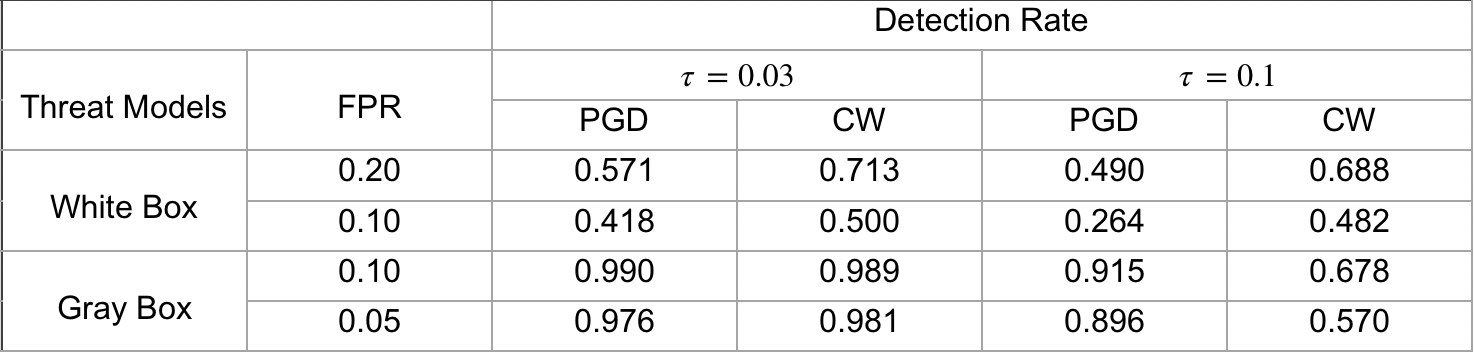 Detection Rate
Threat Models FPR τ = 0.03 τ = 0.1
PGD CW PGD CW
White Box 0.20 0.571 0.713 0.490 0.688
0.10 0.418 0.500 0.264 0.482
Gray Box 0.10 0.990 0.989 0.915 0.678
0.05 0.976 0.981 0.896 0.570